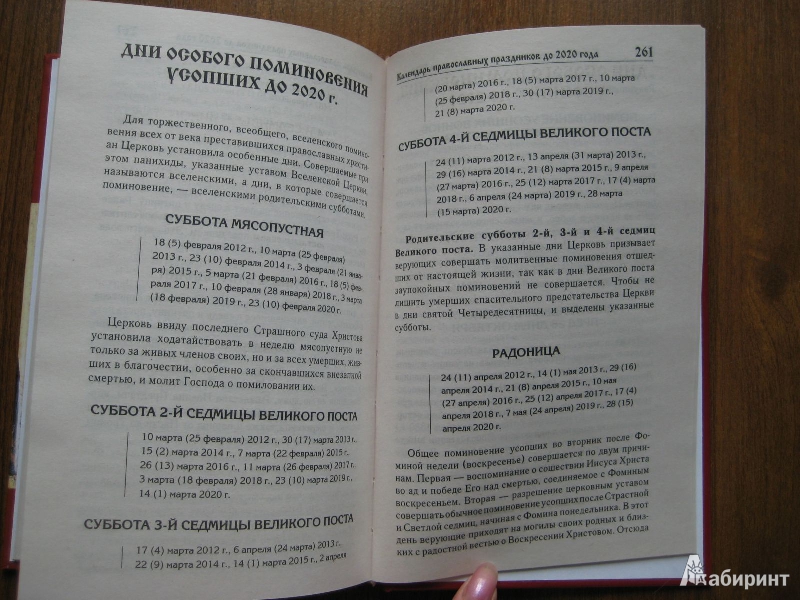 ДНИ ОСОБОГО ПОМИНОВЕНИЯ
УСОПШИХ ДО 2020 г.
Для торжественного, всеобщего, вселенского помино-
вения всех от века преставившихся православных христи-
ан Церковь установила особенные дни. Совершаемые при
этом панихиды, указанные уставом Вселенской Церкви,
называются вселенскими, а дни, в которые совершается
поминовение, — вселенскими родительскими субботами.
СУББОТА МЯСОПУСТНАЯ
18 (5) февраля 2012 г., 10 марта (25 февраля)
2013 г., 23 (10) февраля 2014 г., 3 февраля (21 янва-
ря) 2015 г., 5 марта (21 февраля) 2016 г., 18 (5) фев-
раля 2017 г., 10 февраля (28 января) 2018 г., 3 марта
(18 февраля) 2019 г., 23 (10) февраля 2020 г.
Церковь ввиду последнего Страшного суда Христова
установила ходатайствовать в неделю мясопустную не
только за живых членов своих, но и за всех умерших, жив-
ших в благочестии, особенно за скончавшихся внезапной
смертью, и молит Господа о помиловании их.
СУББОТА 2-Й СЕДМИЦЫ ВЕЛИКОГО ПОСТА
10 марта (25 февраля) 2012 г., 30 (17) марта 2013 г.,
15 (2) марта 2014 г., 7 марта (22 февраля) 2015 г.,
26 (13) марта 2016 г., 11 марта (26 февраля) 2017 г.,
3 марта (18 февраля) 2018 г., 23 (10) марта 2019 г.,
14 (1) марта 2020 г.
СУББОТА 3-Й СЕДМИЦЫ ВЕЛИКОГО ПОСТА
17 (4) марта 2012 г., 6 апреля (24 марта) 2013 г.,
22 (9) марта 2014 г., 14 (1) марта 2015 г., 2 апреля
Календарь православных праздников до 2020 года 261
(20 марта) 2016 г., 18 (5) марта 2017 г., 10 марта
(25 февраля) 2018 г., 30 (17) марта 2019 г.,
21 (8) марта 2020 г.
СУББОТА 4-Й СЕДМИЦЫ ВЕЛИКОГО ПОСТА
24 (11) марта 2012 г., 13 апреля (31 марта) 2013 г.,
29 (16) марта 2014 г., 21 (8) марта 2015 г., 9 апреля
(27 марта) 2016 г., 25 (12) марта 2017 г., 17 (4) марта
2018 г., 6 апреля (24 марта) 2019 г., 28 марта
(15 марта) 2020 г.
Родительские субботы 2-й, 3-й и 4-й седмиц
Великого поста. В указанные дни Церковь призывает
верующих совершать молитвенные поминовения отшед-
ших от настоящей жизни, так как в дни Великого поста
заупокойных поминовений не совершается. Чтобы не
лишить умерших спасительного предстательства Церкви
в дни святой Четыредесятницы, и выделены указанные
субботы.
РАДОНИЦА
24 (11) апреля 2012 г., 14 (1) мая 2013 г., 29 (16)
апреля 2014 г., 21 (8) апреля 2015 г., 10 мая
(27 апреля) 2016 г., 25 (12) апреля 2017 г., 17 (4)
апреля 2018 г., 7 мая (24 апреля) 2019 г., 28 (15)
апреля 2020 г.
Общее поминовение усопших во вторник после Фо-
миной недели (воскресенье) совершается по двум причи-
нам. Первая — воспоминание о сошествии Иисуса Христа
во ад и победе Его над смертью, соединяемое с Фоминым
воскресеньем. Вторая — разрешение церковным уставом
совершать обычное поминовение усопших после Страстной
и Светлой седмиц, начиная с Фомина понедельника. В этот
день верующие приходят на могилы своих родных и близ-
ких с радостной вестью о Воскресении Христовом. Отсюда
Лабиринт